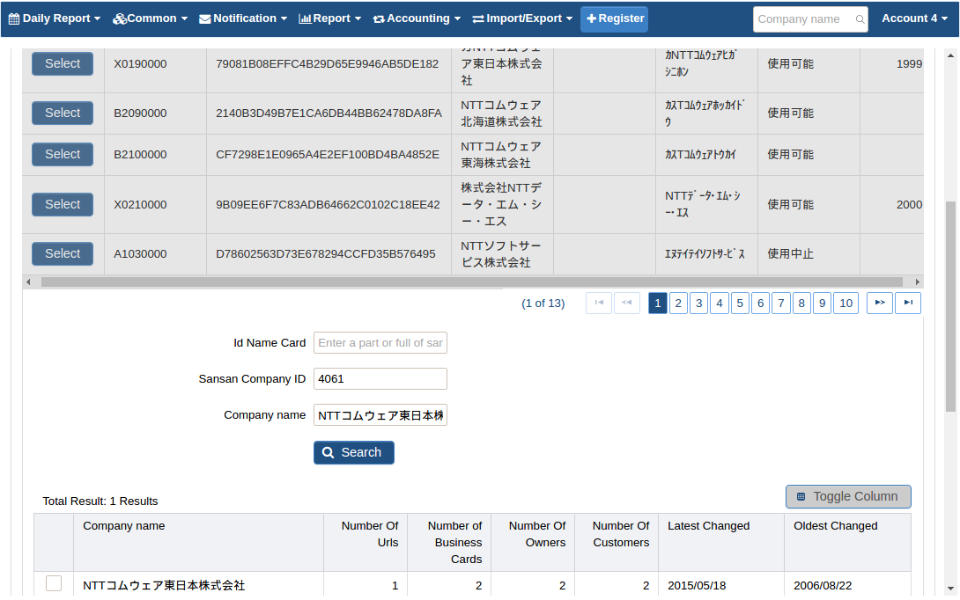 Daily Report Common Notification Report Accounting Import/Export Register Company name Account 4
Select X0190000 79081B08EFFC4B29D65E9946AB5DE182 カNTTコムウェ ｶNTTｺﾑｳｪｱﾋｶﾞ 使用可能 1999
ア東日本株式会 ｼﾆﾎﾝ
社
Select B2090000 2140B3D49B7E1CA6DB44BB62478DA8FA NTTコムウェア ｶｽTｺﾑｳｪｱﾎｯｶｲﾄﾞ 使用可能
北海道株式会社 ｳ
Select B2100000 CF7298E1E0965A4E2EF100BD4BA4852E NTTコムウェア ｶｽTｺﾑｳｪｱﾄｳｶｲ 使用可能
東海株式会社
Select X0210000 9B09EE6F7C83ADB64662C0102C18EE42 株式会社NTTデ NTTﾃﾞｰﾀ･ｴﾑ･ｼ 使用可能 2000
ータ・エム・シ ｰ･ｴｽ
ー・エス
Select A1030000 D78602563D73E678294CCFD35B576495 NTTソフトサー ｴﾇﾃｲﾃｲｿﾌﾄｻｰﾋﾞｽ 使用中止
ビス株式会社
(1 of 13) 1 2 3 4 5 6 7 8 9 10
Id Name Card Enter a part or full of sar
Sansan Company ID 4061
Company name NTTコムウェア東日本株
Search
Toggle Column
Total Result: 1 Results
Company name Number Of Number of Number Of Number Of Latest Changed Oldest Changed
Urls Business Owners Customers
Cards
NTTコムウェア東日本株式会社 1 2 2 2 2015/05/18 2006/08/22